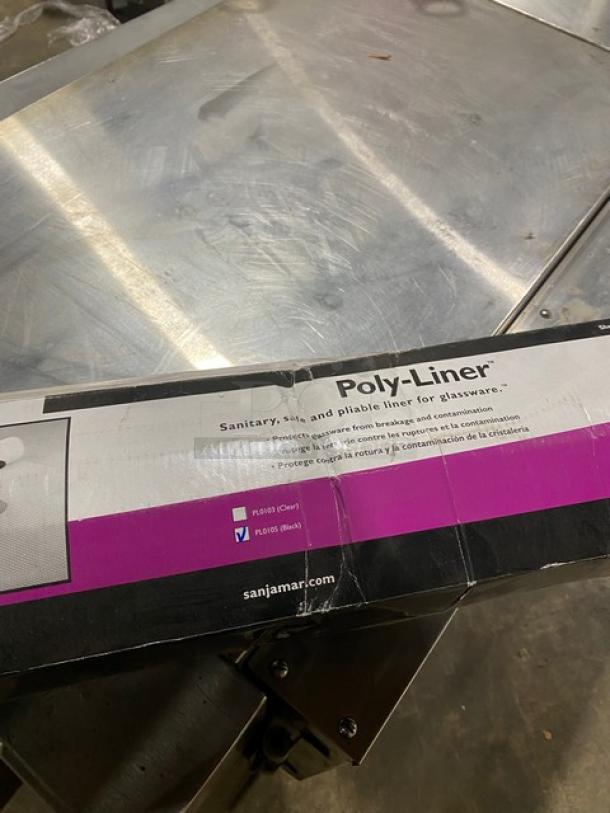 Poly-Liner™
Sanitary, safe and pliable liner for glassware.™
• Protects glassware from breakage and contamination
la verrerie contre les ruptures et la contamination
• Protege contra la rotura y la contaminación de la cristalería
PL0103 (Clear)
PL0105 (Black)
sanjamar.com